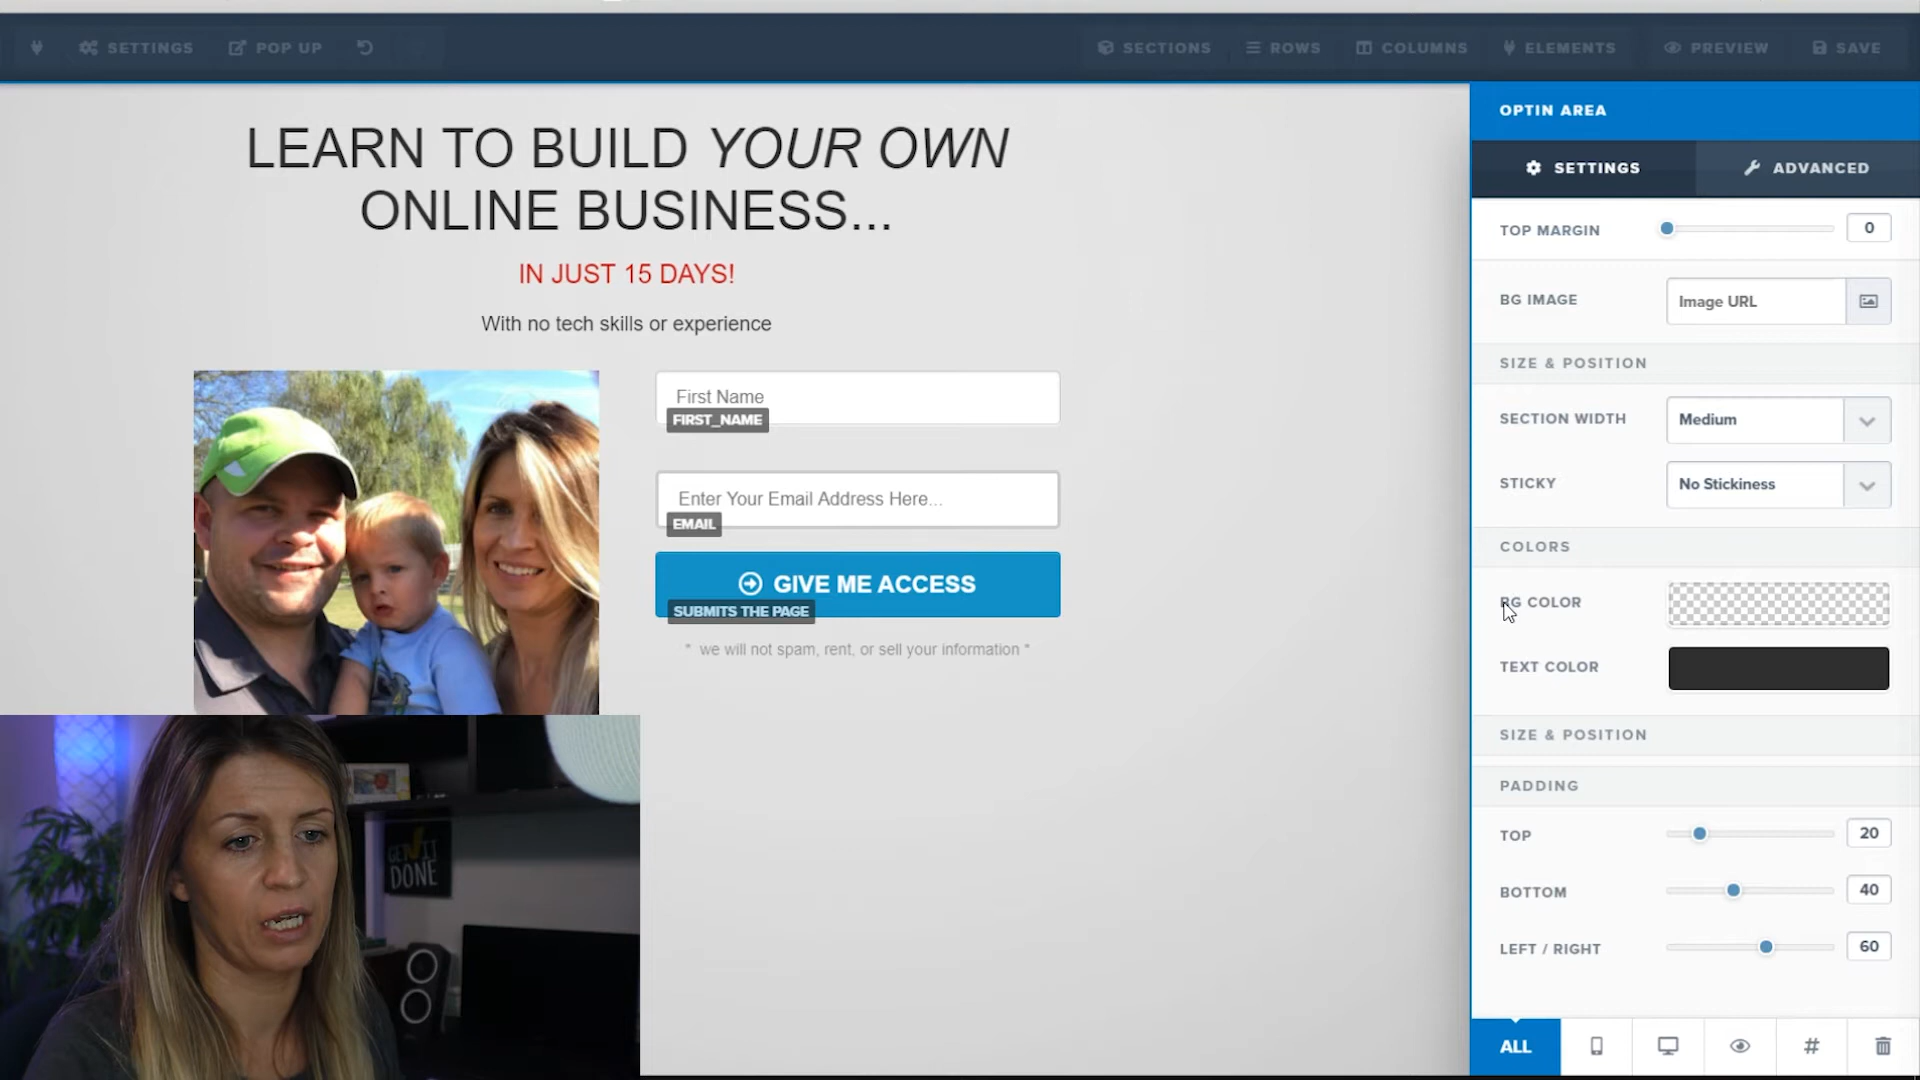 SETTINGS
POP UP
SECTIONS
ROWS
COLUMNS
ELEMENTS
PREVIEW
SAVE
LEARN TO BUILD YOUR OWN
ONLINE BUSINESS...
IN JUST 15 DAYS!
With no tech skills or experience
First Name
FIRST_NAME
Enter Your Email Address Here...
EMAIL
GIVE ME ACCESS
SUBMITS THE PAGE
* we will not spam, rent, or sell your information *
GET IT
DONE
OPTIN AREA
SETTINGS
ADVANCED
TOP MARGIN
0
BG IMAGE
Image URL
SIZE & POSITION
SECTION WIDTH
Medium
STICKY
No Stickiness
COLORS
BG COLOR
TEXT COLOR
SIZE & POSITION
PADDING
TOP
20
BOTTOM
40
LEFT / RIGHT
60
ALL
#